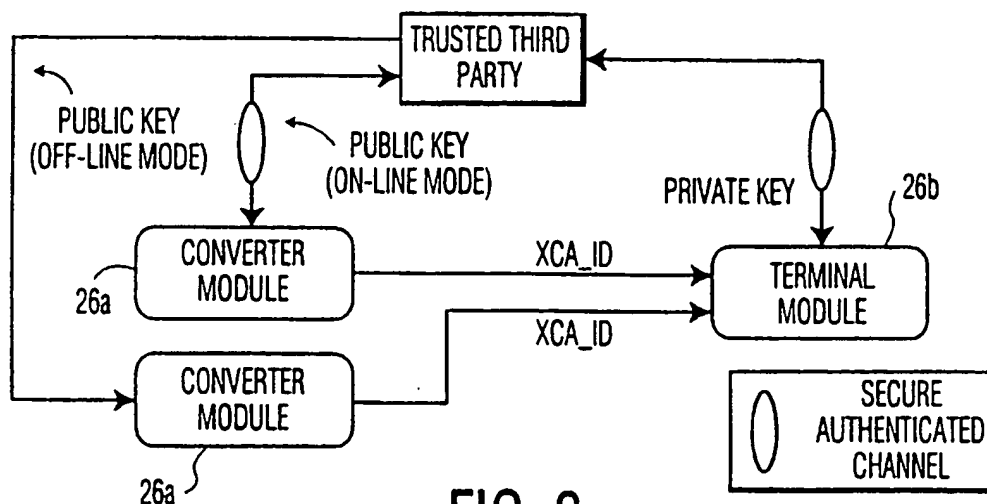 TRUSTED THIRD
PARTY
PUBLIC KEY
(OFF-LINE MODE)
PUBLIC KEY
(ON-LINE MODE)
PRIVATE KEY
26b
CONVERTER
MODULE
26a
XCA_ID
TERMINAL
MODULE
XCA_ID
CONVERTER
MODULE
26a
SECURE
AUTHENTICATED
CHANNEL